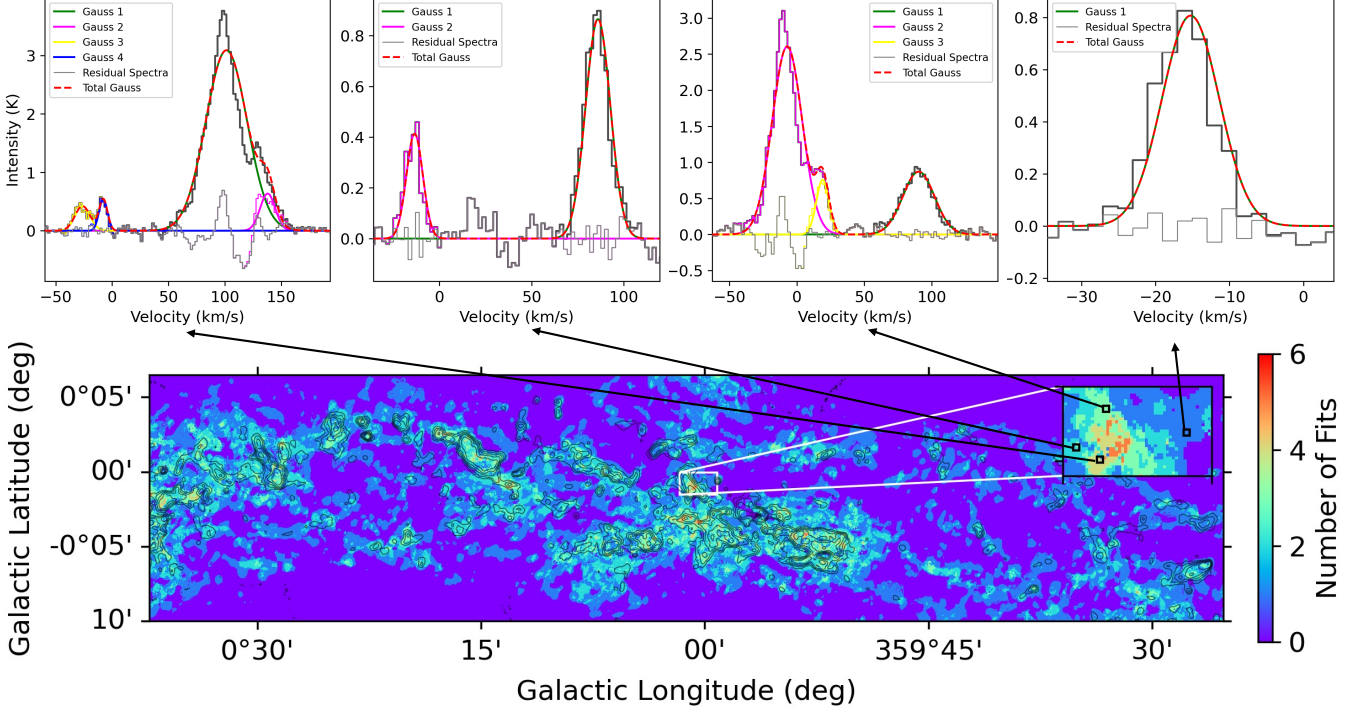 Gauss 1
Gauss 2
Gauss 3
Gauss 4
Residual Spectra
Total Gauss
Intensity (K)
3
2
1
0
−50 0 50 100 150
Velocity (km/s)
Gauss 1
Gauss 2
Residual Spectra
Total Gauss
0.8
0.6
0.4
0.2
0.0
0 50 100
Velocity (km/s)
Gauss 1
Gauss 2
Gauss 3
Residual Spectra
Total Gauss
3.0
2.5
2.0
1.5
1.0
0.5
0.0
−0.5
−50 0 50 100
Velocity (km/s)
Gauss 1
Residual Spectra
Total Gauss
0.8
0.6
0.4
0.2
0.0
−0.2
−30 −20 −10 0
Velocity (km/s)
Galactic Latitude (deg)
0°05'
00'
-0°05'
10'
0°30' 15' 00' 359°45' 30'
Galactic Longitude (deg)
6
4
2
0
Number of Fits